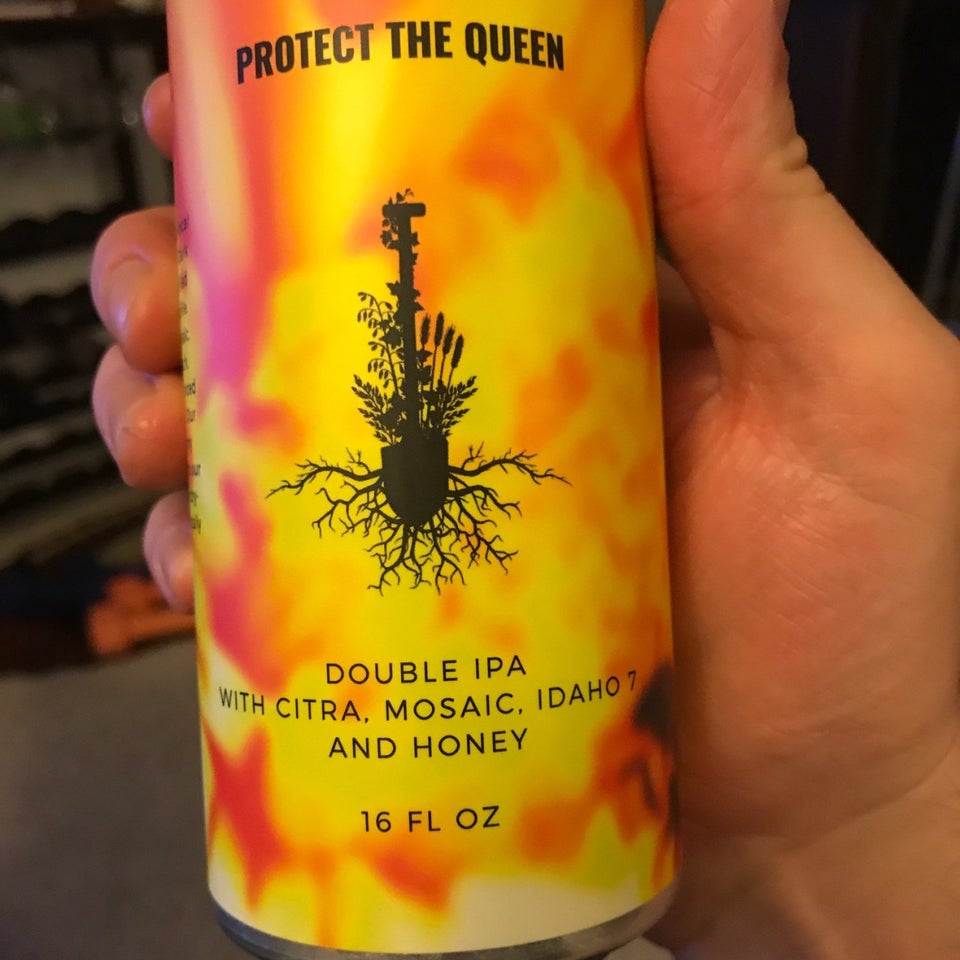 PROTECT THE QUEEN
DOUBLE IPA
WITH CITRA, MOSAIC, IDAHO 7
AND HONEY
16 FL OZ